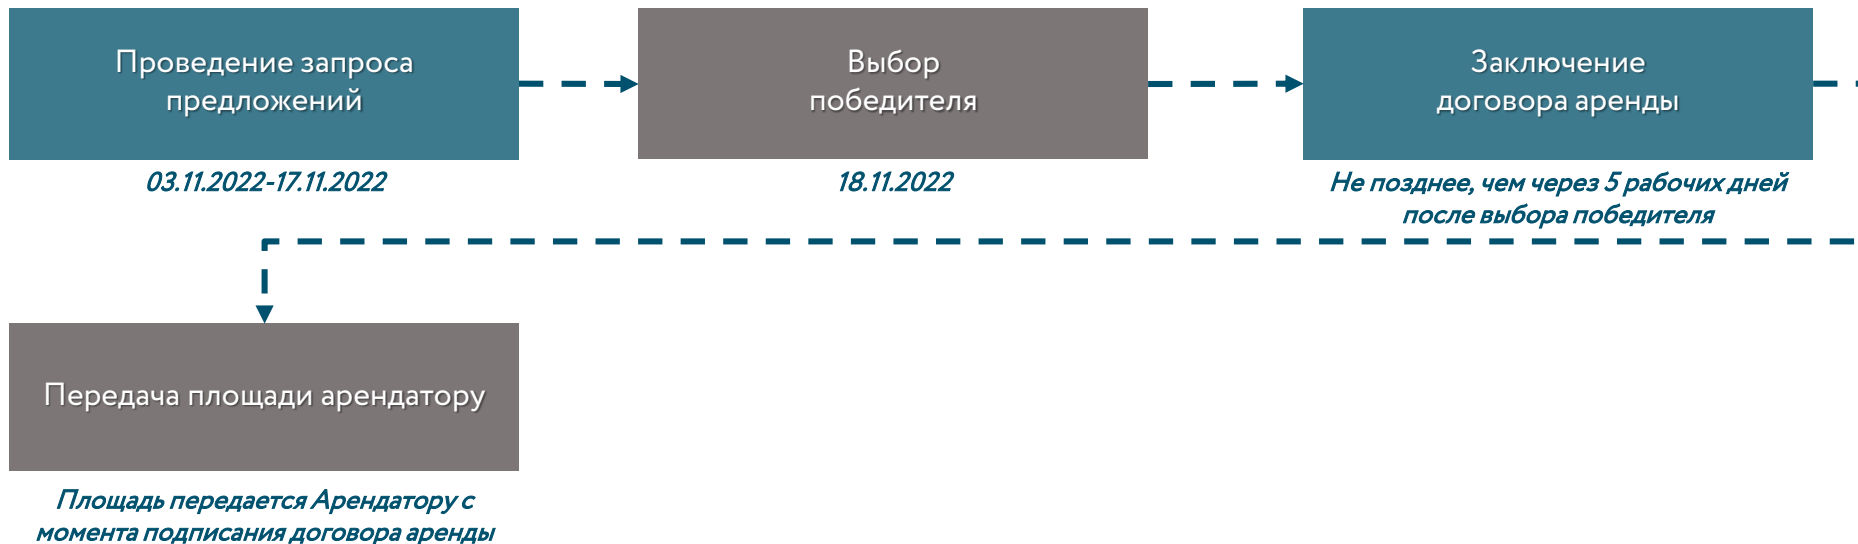 Проведение запроса
предложений
Выбор
победителя
Заключение
договора аренды
03.11.2022-17.11.2022
18.11.2022
Не позднее, чем через 5 рабочих дней
после выбора победителя
Передача площади арендатору
Площадь передается Арендатору с
момента подписания договора аренды